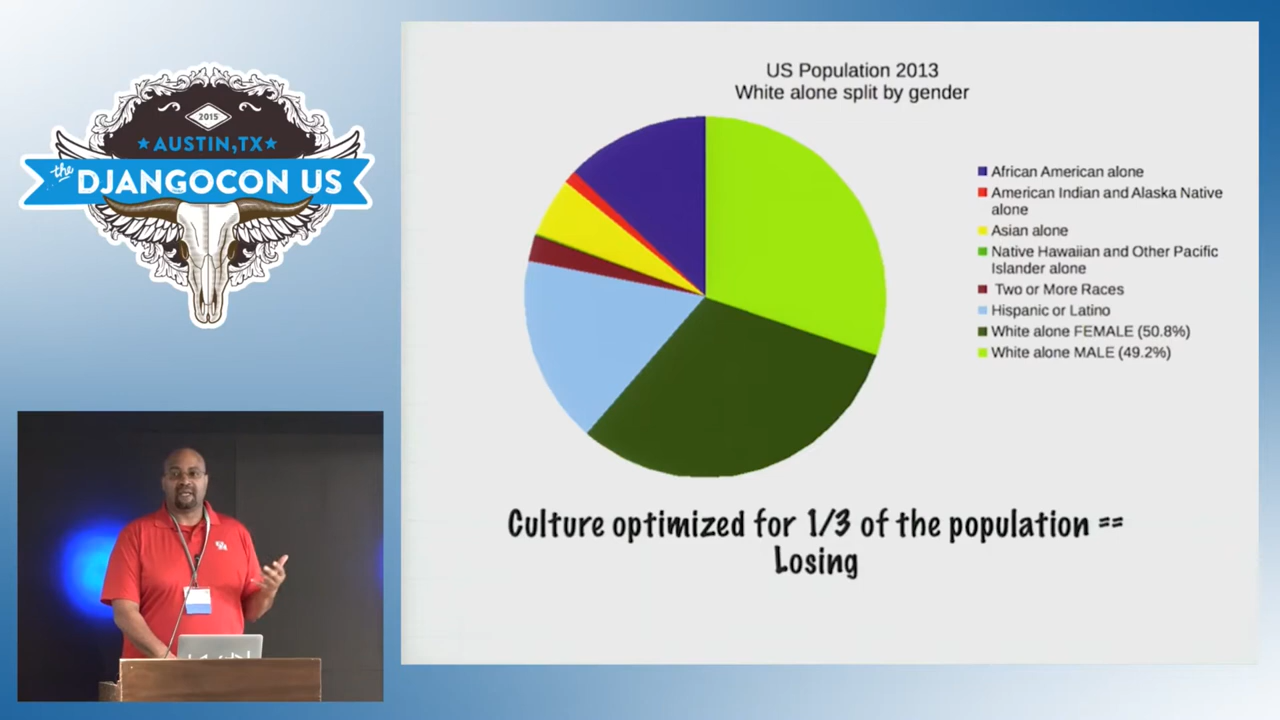 2015
AUSTIN, TX
the
DJANGOCON US
US Population 2013
White alone split by gender
African American alone
American Indian and Alaska Native
alone
Asian alone
Native Hawaiian and Other Pacific
Islander alone
Two or More Races
Hispanic or Latino
White alone FEMALE (50.8%)
White alone MALE (49.2%)
Culture optimized for 1/3 of the population ==
Losing